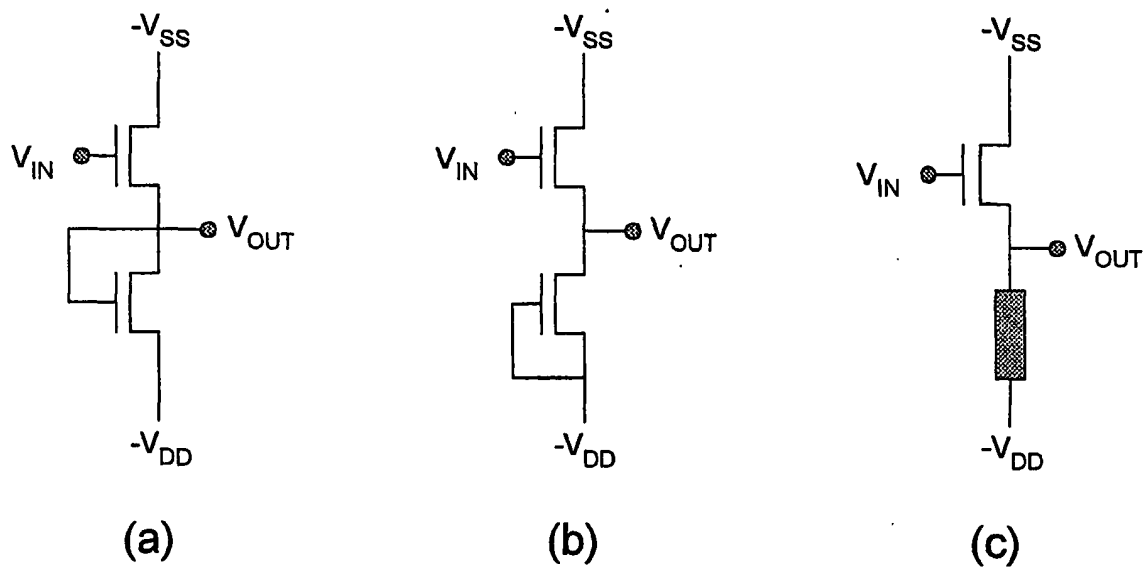 -VSS -VSS -VSS
VIN VIN VIN
VOUT VOUT VOUT
-VDD -VDD -VDD
(a) (b) (c)